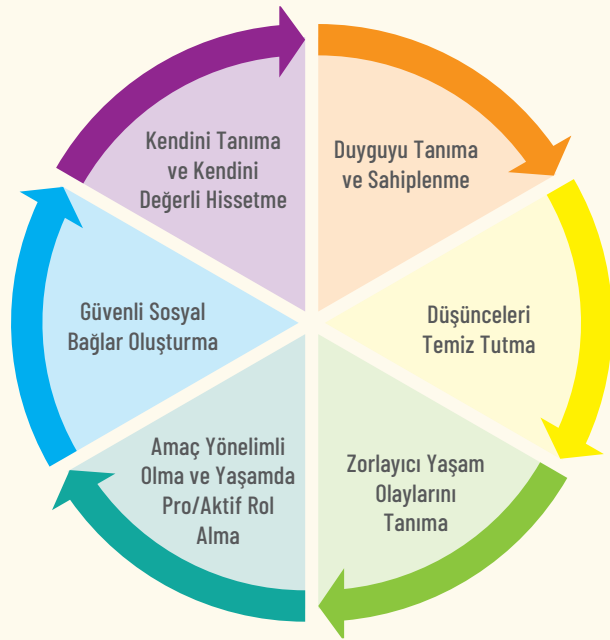 Kendini Tanıma
ve Kendini
Değerli Hissetme
Duyguyu Tanıma
ve Sahiplenme
Düşünceleri
Temiz Tutma
Zorlayıcı Yaşam
Olaylarını
Tanıma
Amaç Yönelimli
Olma ve Yaşamda
Pro/Aktif Rol
Alma
Güvenli Sosyal
Bağlar Oluşturma